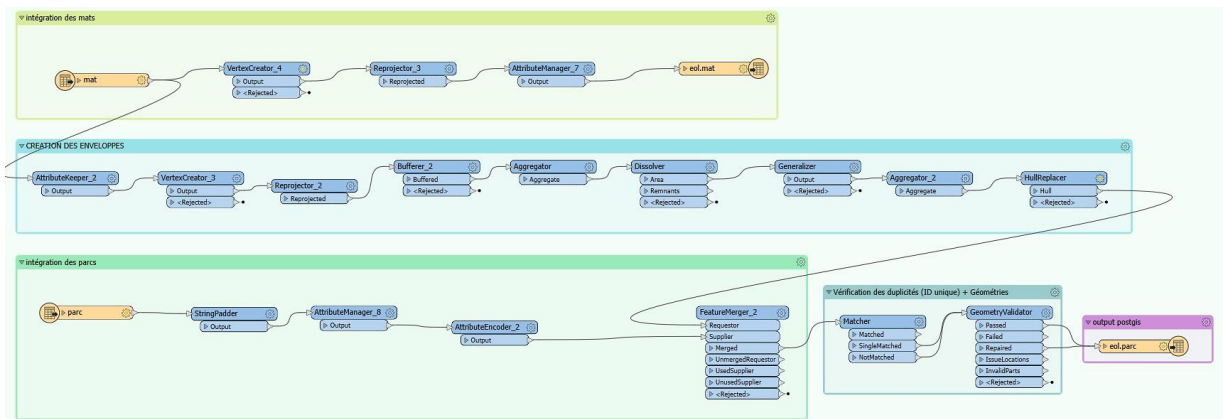 intégration des mats
mat
VertexCreator_4
Output
<Rejected>
Reprojector_3
Reprojected
AttributeManager_7
Output
eol.mat
CREATION DES ENVELOPPES
AttributeKeeper_2
Output
VertexCreator_3
Output
<Rejected>
Reprojector_2
Reprojected
Bufferer_2
Buffered
<Rejected>
Aggregator
Aggregate
Dissolver
Area
Remnants
<Rejected>
Generalizer
Output
<Rejected>
Aggregator_2
Aggregate
HullReplacer
Hull
<Rejected>
intégration des parcs
parc
StringPadder
Output
AttributeManager_8
Output
AttributeEncoder_2
Output
FeatureMerger_2
Requestor
Supplier
Merged
UnmergedRequestor
UsedSupplier
UnusedSupplier
<Rejected>
Vérification des duplicités (ID unique) + Géométries
Matcher
Matched
SingleMatched
NotMatched
GeometryValidator
Passed
Failed
Repaired
IssueLocations
InvalidParts
<Rejected>
output postgis
eol.parc